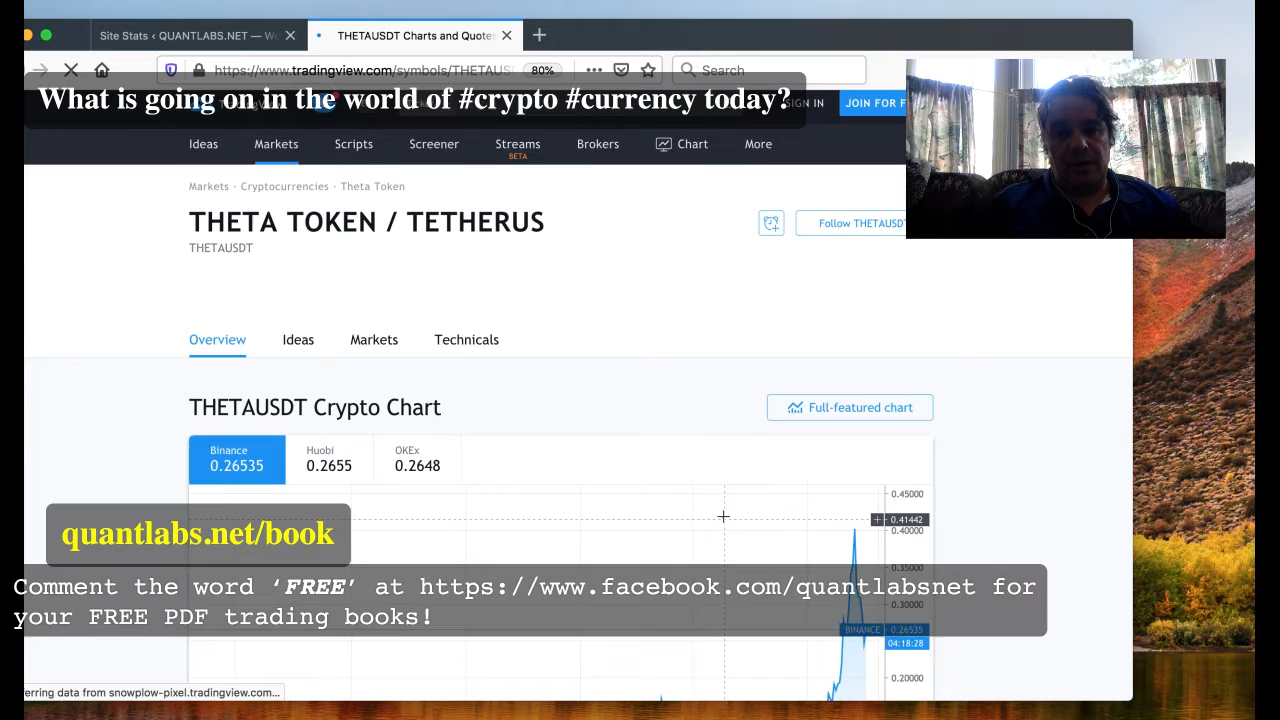 Site Stats ‹ QUANTLABS.NET — Wo
THETAUSDT Charts and Quotes
https://www.tradingview.com/symbols/THETAUS
80%
Search
What is going on in the world of #crypto #currency today?
SIGN IN
JOIN FOR F
Ideas
Markets
Scripts
Screener
Streams
BETA
Brokers
Chart
More
Markets · Cryptocurrencies · Theta Token
THETA TOKEN / TETHERUS
THETAUSDT
Follow THETAUSDT
Overview
Ideas
Markets
Technicals
THETAUSDT Crypto Chart
Full-featured chart
Binance
0.26535
Huobi
0.2655
OKEx
0.2648
0.45000
0.41442
0.40000
0.35000
0.30000
BINANCE
0.26535
04:18:28
0.20000
quantlabs.net/book
Comment the word ‘FREE’ at https://www.facebook.com/quantlabsnet for
your FREE PDF trading books!
erring data from snowplow-pixel.tradingview.com...